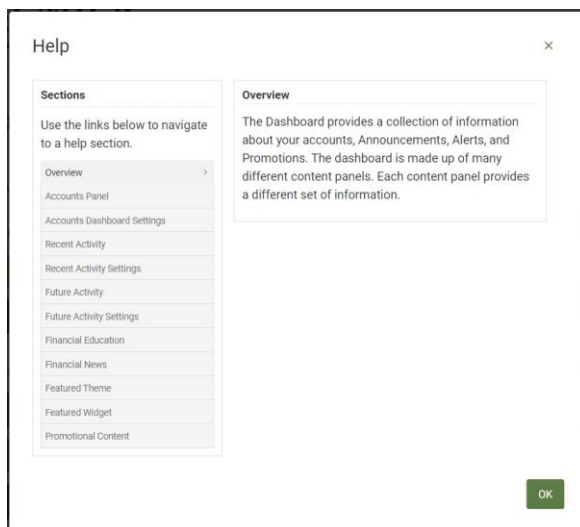 Help
×
Sections
Use the links below to navigate
to a help section.
Overview
Accounts Panel
Accounts Dashboard Settings
Recent Activity
Recent Activity Settings
Future Activity
Future Activity Settings
Financial Education
Financial News
Featured Theme
Featured Widget
Promotional Content
Overview
The Dashboard provides a collection of information
about your accounts, Announcements, Alerts, and
Promotions. The dashboard is made up of many
different content panels. Each content panel provides
a different set of information.
OK